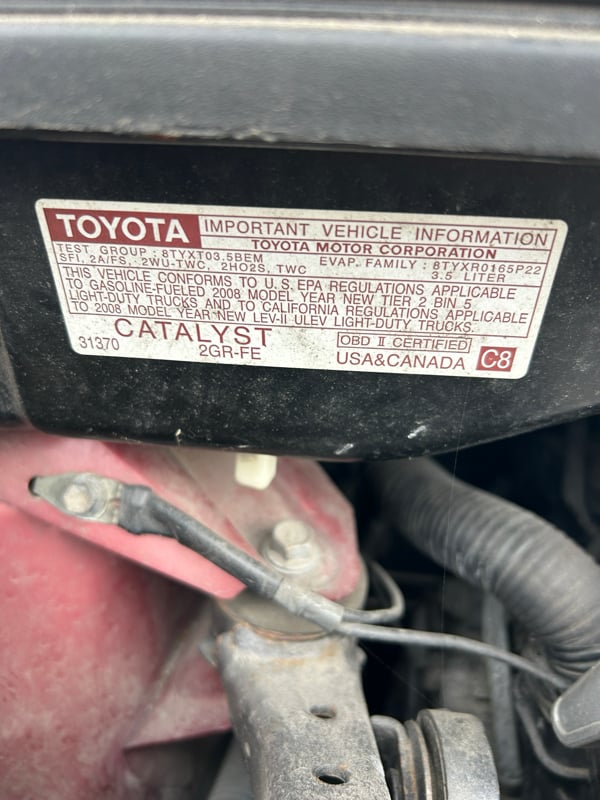 TOYOTA IMPORTANT VEHICLE INFORMATION
TOYOTA MOTOR CORPORATION
TEST GROUP : 8TYXT03.5BEM EVAP. FAMILY : 8TYXR0165P22
SFI, 2A/FS, 2WU-TWC, 2HO2S, TWC 3.5 LITER
THIS VEHICLE CONFORMS TO U.S. EPA REGULATIONS APPLICABLE
TO GASOLINE-FUELED 2008 MODEL YEAR NEW TIER 2 BIN 5
LIGHT-DUTY TRUCKS AND TO CALIFORNIA REGULATIONS APPLICABLE
TO 2008 MODEL YEAR NEW LEV-II ULEV LIGHT-DUTY TRUCKS.
CATALYST OBD II CERTIFIED
31370 2GR-FE USA&CANADA C8